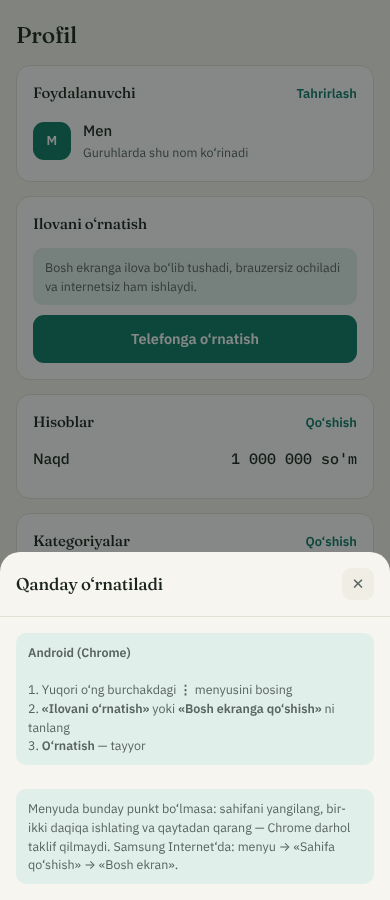 Profil
Foydalanuvchi
Tahrirlash
M
Men
Guruhlarda shu nom ko‘rinadi
Ilovani o‘rnatish
Bosh ekranga ilova bo‘lib tushadi, brauzersiz ochiladi
va internetsiz ham ishlaydi.
Telefonga o‘rnatish
Hisoblar
Qo‘shish
Naqd
1 000 000 so'm
Kategoriyalar
Qo‘shish
Qanday o‘rnatiladi
×
Android (Chrome)
1. Yuqori o‘ng burchakdagi ⋮ menyusini bosing
2. «Ilovani o‘rnatish» yoki «Bosh ekranga qo‘shish» ni
tanlang
3. O‘rnatish — tayyor
Menyuda bunday punkt bo‘lmasa: sahifani yangilang, bir-
ikki daqiqa ishlating va qaytadan qarang — Chrome darhol
taklif qilmaydi. Samsung Internet‘da: menyu → «Sahifa
qo‘shish» → «Bosh ekran».